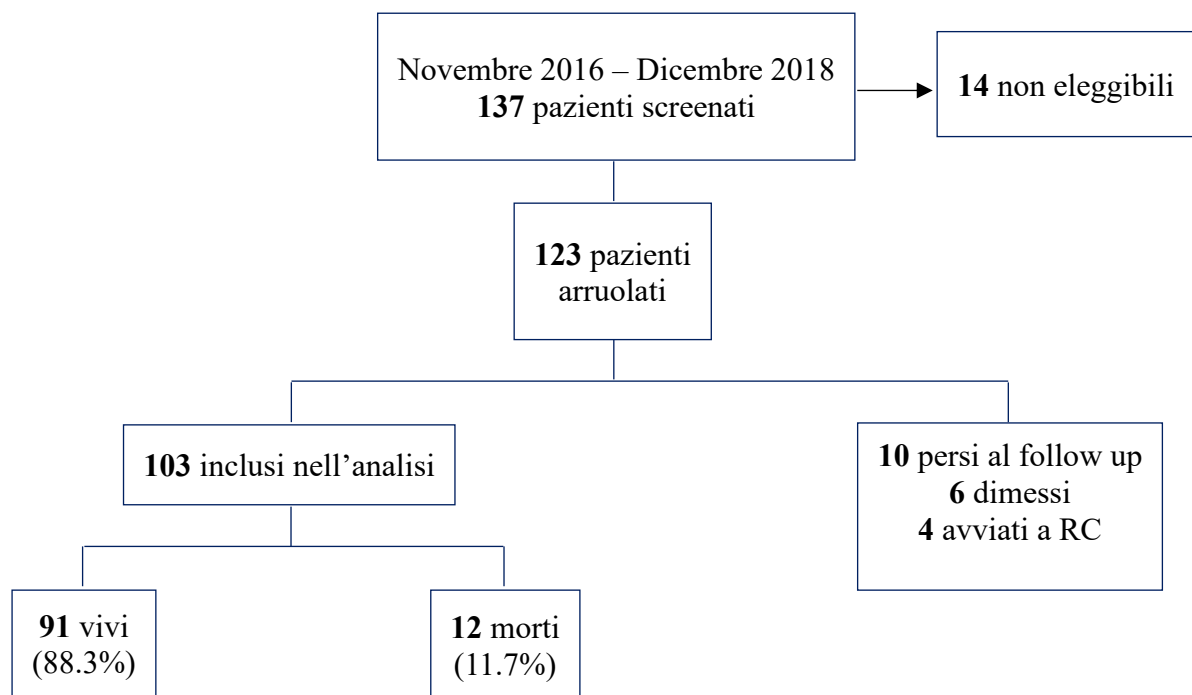 Novembre 2016 – Dicembre 2018
137 pazienti screenati
14 non eleggibili
123 pazienti
arruolati
103 inclusi nell’analisi
10 persi al follow up
6 dimessi
4 avviati a RC
91 vivi
(88.3%)
12 morti
(11.7%)